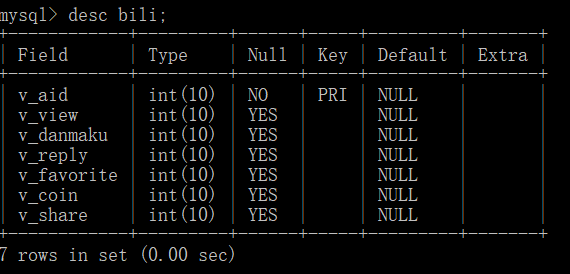 mysql> desc bili;
+------------+---------+------+-----+---------+-------+
| Field | Type | Null | Key | Default | Extra |
+------------+---------+------+-----+---------+-------+
| v_aid | int(10) | NO | PRI | NULL | |
| v_view | int(10) | YES | | NULL | |
| v_danmaku | int(10) | YES | | NULL | |
| v_reply | int(10) | YES | | NULL | |
| v_favorite | int(10) | YES | | NULL | |
| v_coin | int(10) | YES | | NULL | |
| v_share | int(10) | YES | | NULL | |
+------------+---------+------+-----+---------+-------+
7 rows in set (0.00 sec)